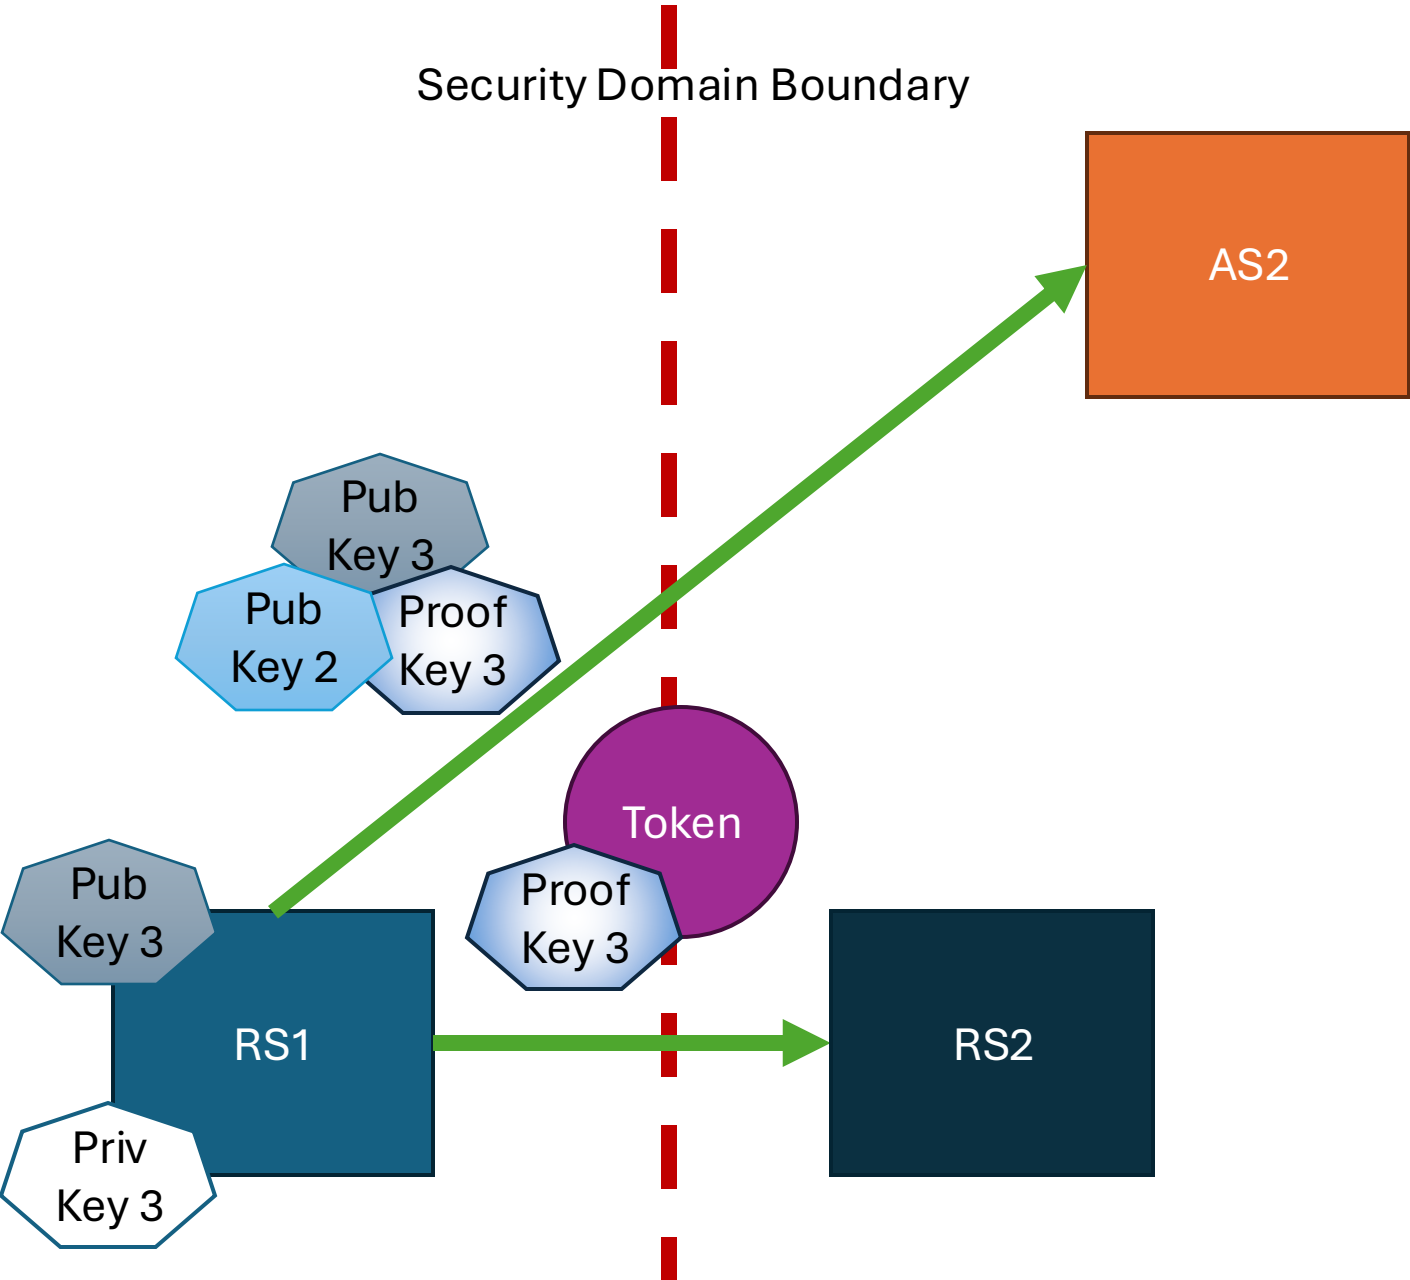 Security Domain Boundary
AS2
Pub
Key 3
Pub
Key 2
Proof
Key 3
Token
Pub
Key 3
Proof
Key 3
RS1
RS2
Priv
Key 3